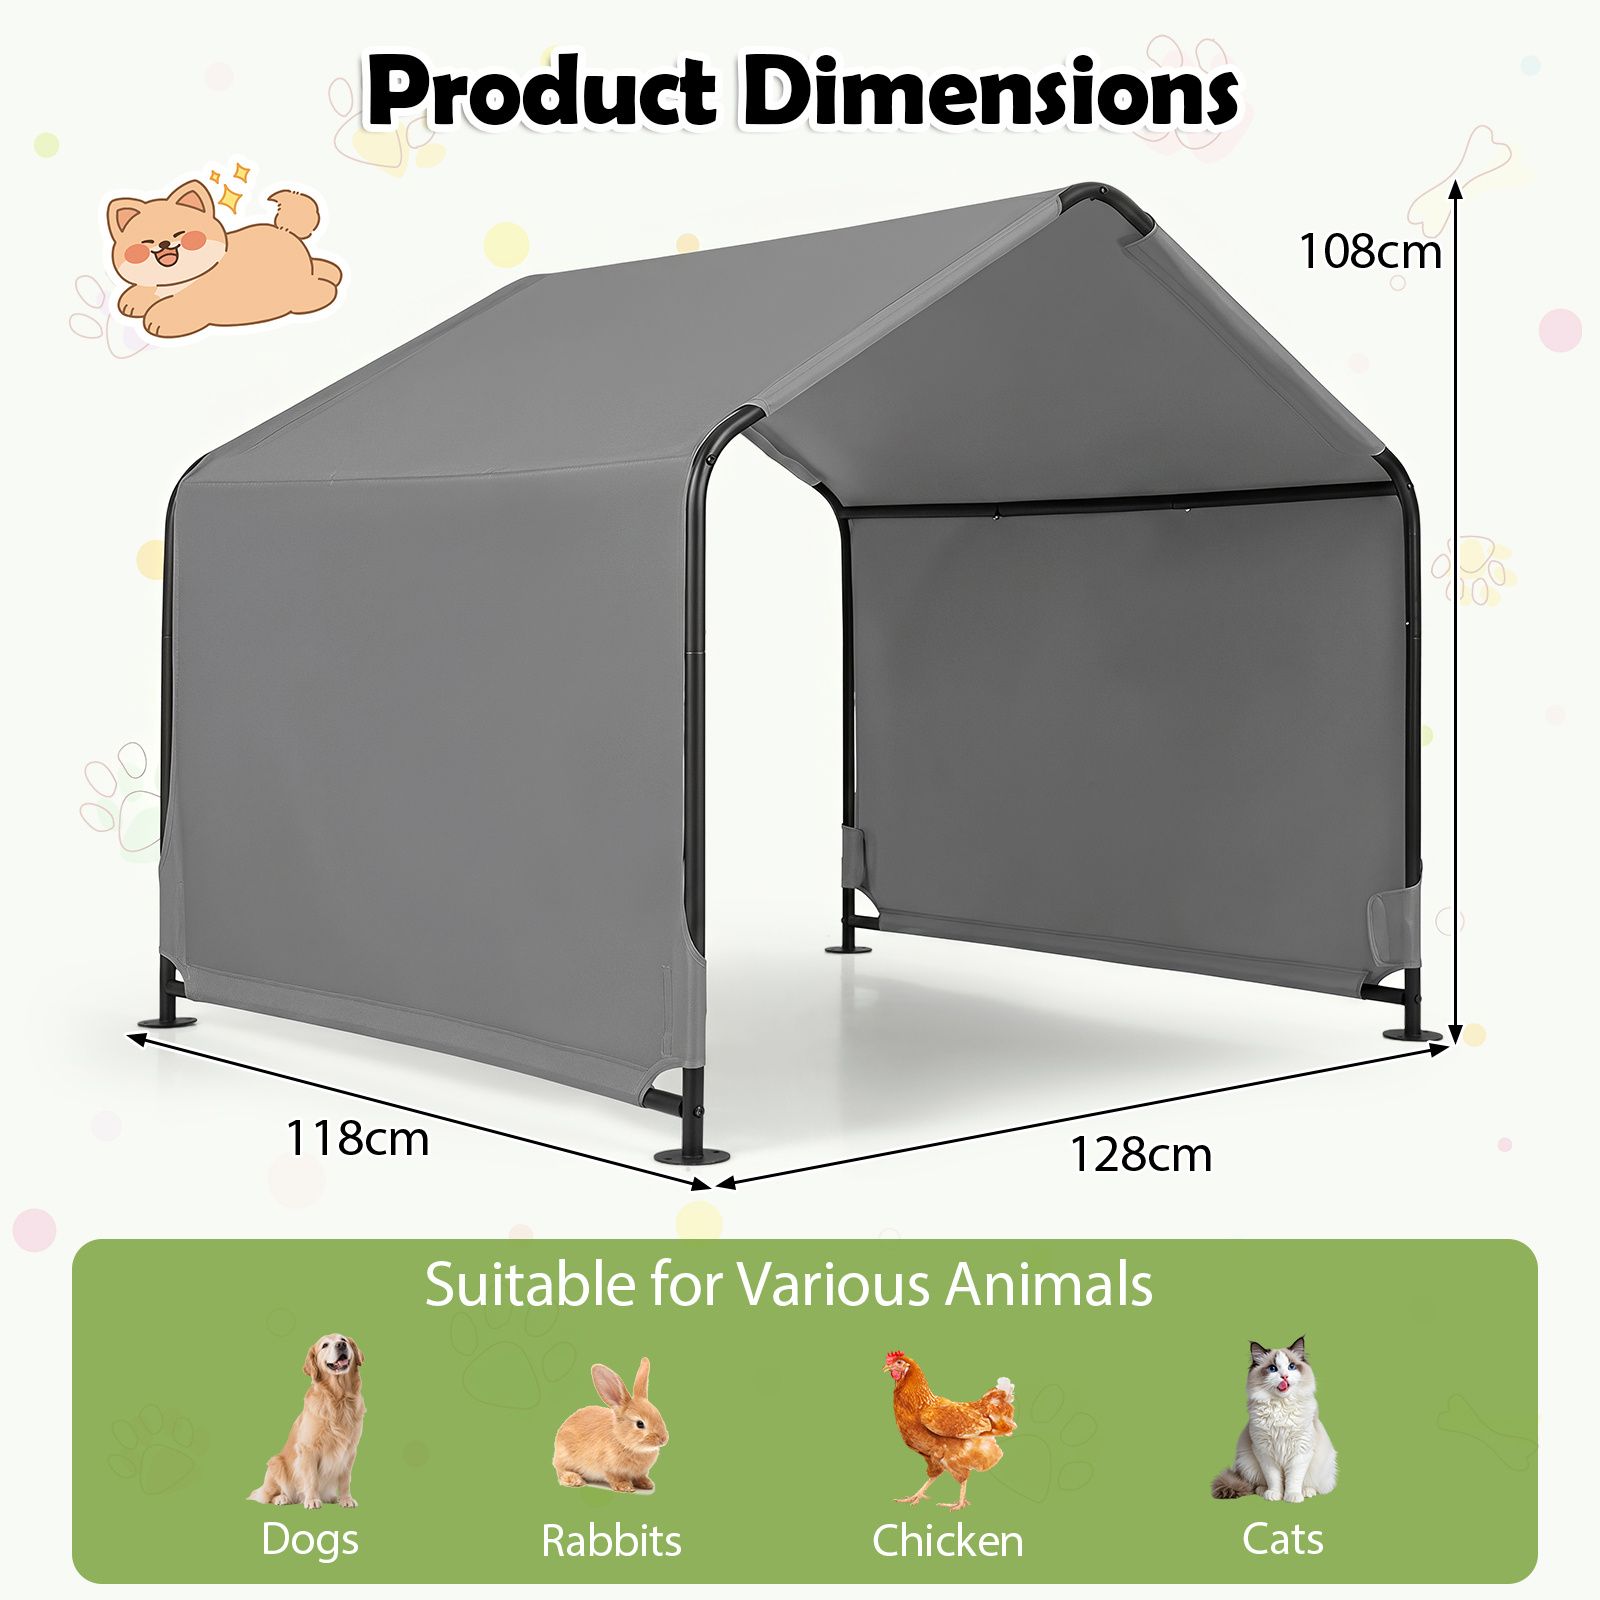 Product Dimensions
108cm
118cm
128cm
Suitable for Various Animals
Dogs
Rabbits
Chicken
Cats